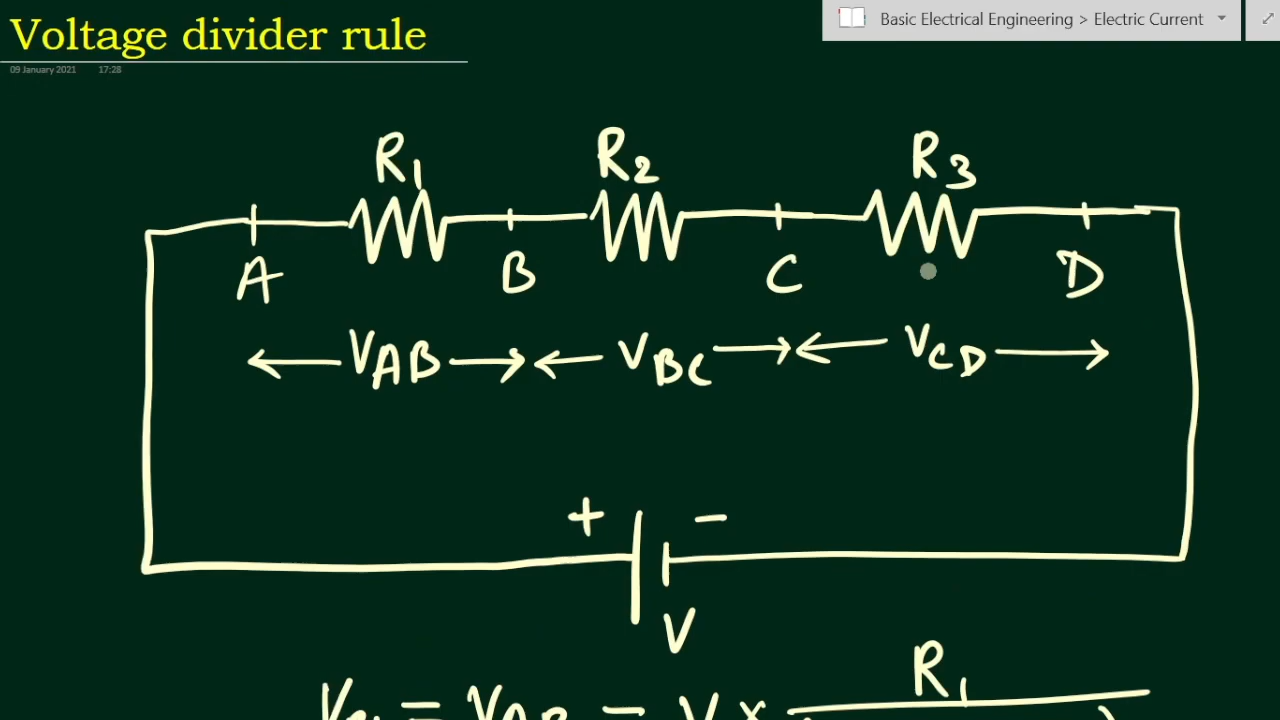 Voltage divider rule
Basic Electrical Engineering > Electric Current
09 January 2021 17:28
R1 R2 R3
A B C D
VAB VBC VCD
+ -
V
R1
= VAB = V ×